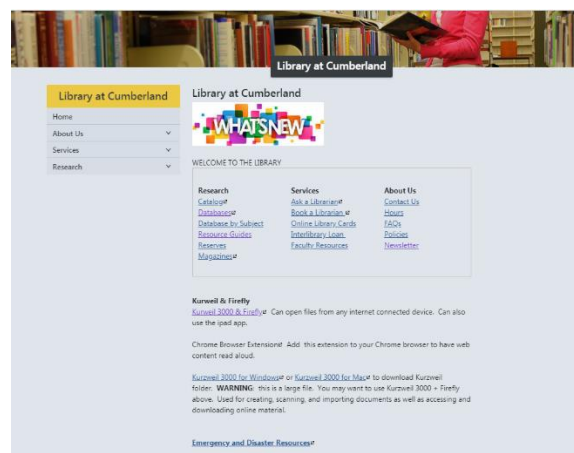 Library at Cumberland
Library at Cumberland
Home
About Us
Services
Research
Library at Cumberland
WHATSNEW
WELCOME TO THE LIBRARY
Research
Catalog
Databases
Database by Subject
Resource Guides
Reserves
Magazines
Services
Ask a Librarian
Book a Librarian
Online Library Cards
Interlibrary Loan
Faculty Resources
About Us
Contact Us
Hours
FAQs
Policies
Newsletter
Kurweil & Firefly
Kurweil 3000 & Firefly Can open files from any internet connected device. Can also
use the ipad app.
Chrome Browser Extension Add this extension to your Chrome browser to have web
content read aloud.
Kurzweil 3000 for Windows or Kurzweil 3000 for Mac to download Kurzweil
folder. WARNING: this is a large file. You may want to use Kurzweil 3000 + Firefly
above. Used for creating, scanning, and importing documents as well as accessing and
downloading online material.
Emergency and Disaster Resources